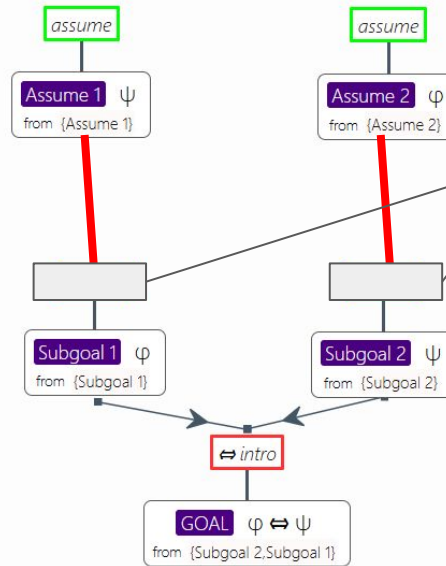 assume
assume
Assume 1 ψ
from {Assume 1}
Assume 2 φ
from {Assume 2}
Subgoal 1 φ
from {Subgoal 1}
Subgoal 2 ψ
from {Subgoal 2}
⇔ intro
GOAL φ ⇔ ψ
from {Subgoal 2,Subgoal 1}